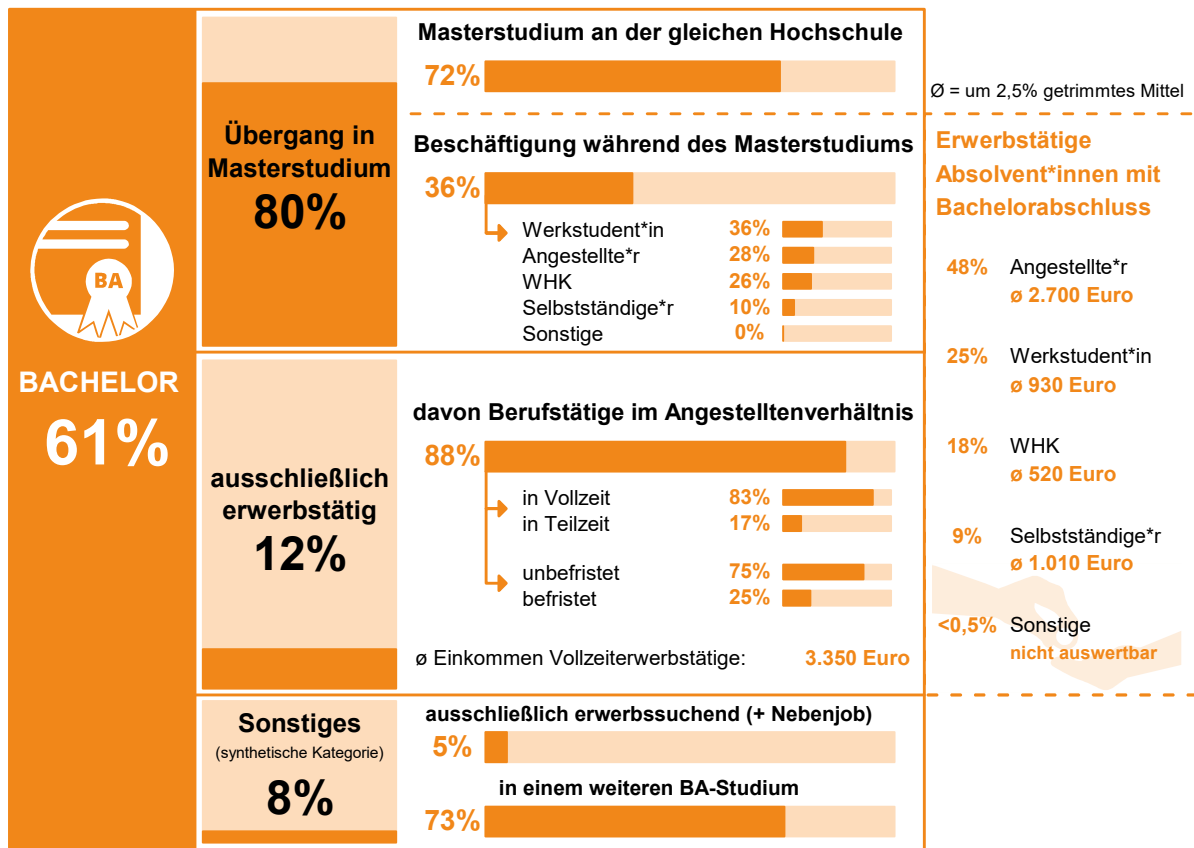 BA
BACHELOR
61%
Übergang in
Masterstudium
80%
Masterstudium an der gleichen Hochschule
72%
Beschäftigung während des Masterstudiums
36%
Werkstudent*in 36%
Angestellte*r 28%
WHK 26%
Selbstständige*r 10%
Sonstige 0%
ausschließlich
erwerbstätig
12%
davon Berufstätige im Angestelltenverhältnis
88%
in Vollzeit 83%
in Teilzeit 17%
unbefristet 75%
befristet 25%
ø Einkommen Vollzeiterwerbstätige: 3.350 Euro
Sonstiges
(synthetische Kategorie)
8%
ausschließlich erwerbssuchend (+ Nebenjob)
5%
in einem weiteren BA-Studium
73%
Ø = um 2,5% getrimmtes Mittel
Erwerbstätige
Absolvent*innen mit
Bachelorabschluss
48% Angestellte*r
ø 2.700 Euro
25% Werkstudent*in
ø 930 Euro
18% WHK
ø 520 Euro
9% Selbstständige*r
ø 1.010 Euro
<0,5% Sonstige
nicht auswertbar